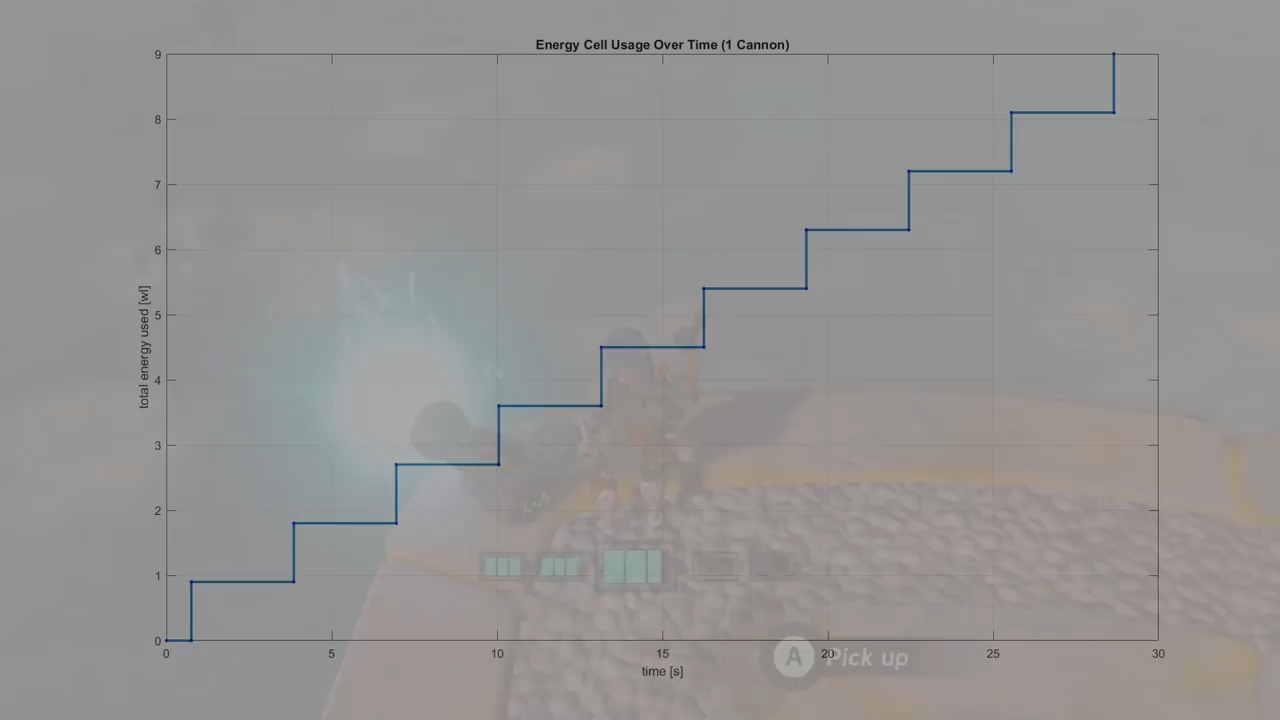 Energy Cell Usage Over Time (1 Cannon)
9
8
7
6
5
4
3
2
1
0
total energy used [wl]
0 5 10 15 20 25 30
time [s]
A Pick up